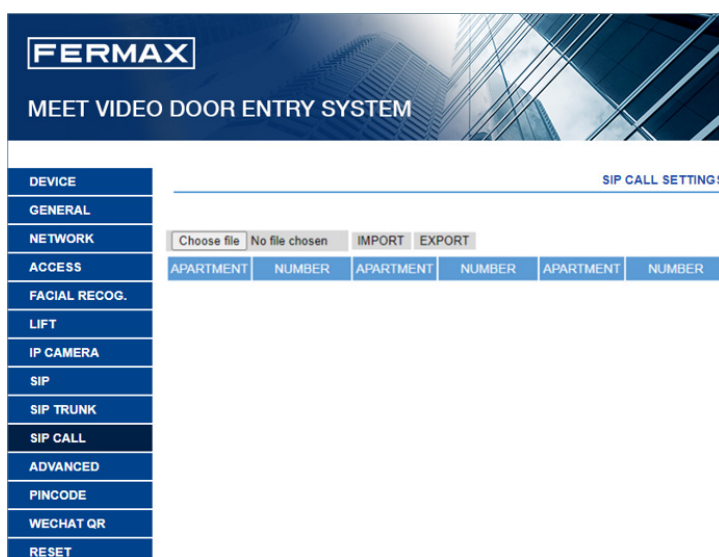 FERMAX
MEET VIDEO DOOR ENTRY SYSTEM
SIP CALL SETTINGS
DEVICE
GENERAL
NETWORK
ACCESS
FACIAL RECOG.
LIFT
IP CAMERA
SIP
SIP TRUNK
SIP CALL
ADVANCED
PINCODE
WECHAT QR
RESET
Choose file No file chosen IMPORT EXPORT
APARTMENT NUMBER APARTMENT NUMBER APARTMENT NUMBER